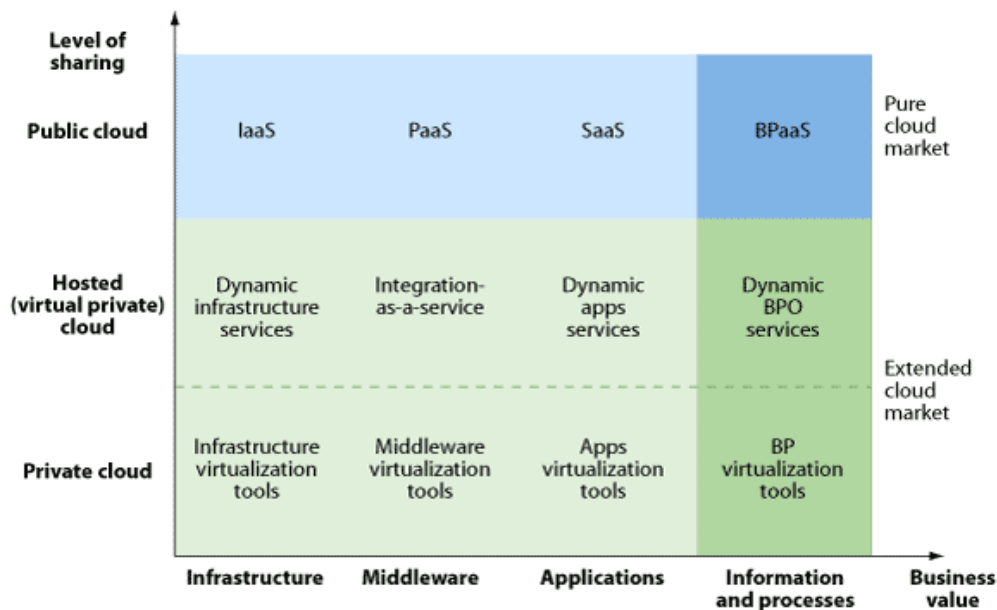 Level of
sharing
Public cloud
IaaS
PaaS
SaaS
BPaaS
Pure
cloud
market
Hosted
(virtual private)
cloud
Dynamic
infrastructure
services
Integration-
as-a-service
Dynamic
apps
services
Dynamic
BPO
services
Extended
cloud
market
Private cloud
Infrastructure
virtualization
tools
Middleware
virtualization
tools
Apps
virtualization
tools
BP
virtualization
tools
Infrastructure
Middleware
Applications
Information
and processes
Business
value